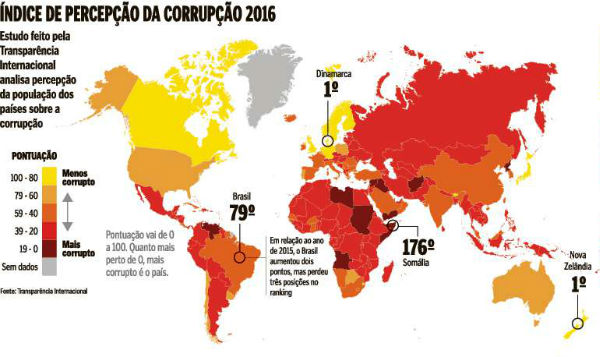 ÍNDICE DE PERCEPÇÃO DA CORRUPÇÃO 2016
Estudo feito pela
Transparência
Internacional
analisa percepção
da população dos
países sobre a
corrupção
PONTUAÇÃO
100 - 80 Menos
corrupto
79 - 60
59 - 40
39 - 20
19 - 0 Mais
corrupto
Sem dados
Fonte: Transparência Internacional
Pontuação vai de 0
a 100. Quanto mais
perto de 0, mais
corrupto é o país.
Brasil
79º
Em relação ao ano
de 2015, o Brasil
aumentou dois
pontos, mas perdeu
três posições no
ranking
Dinamarca
1º
176º
Somália
Nova
Zelândia
1º